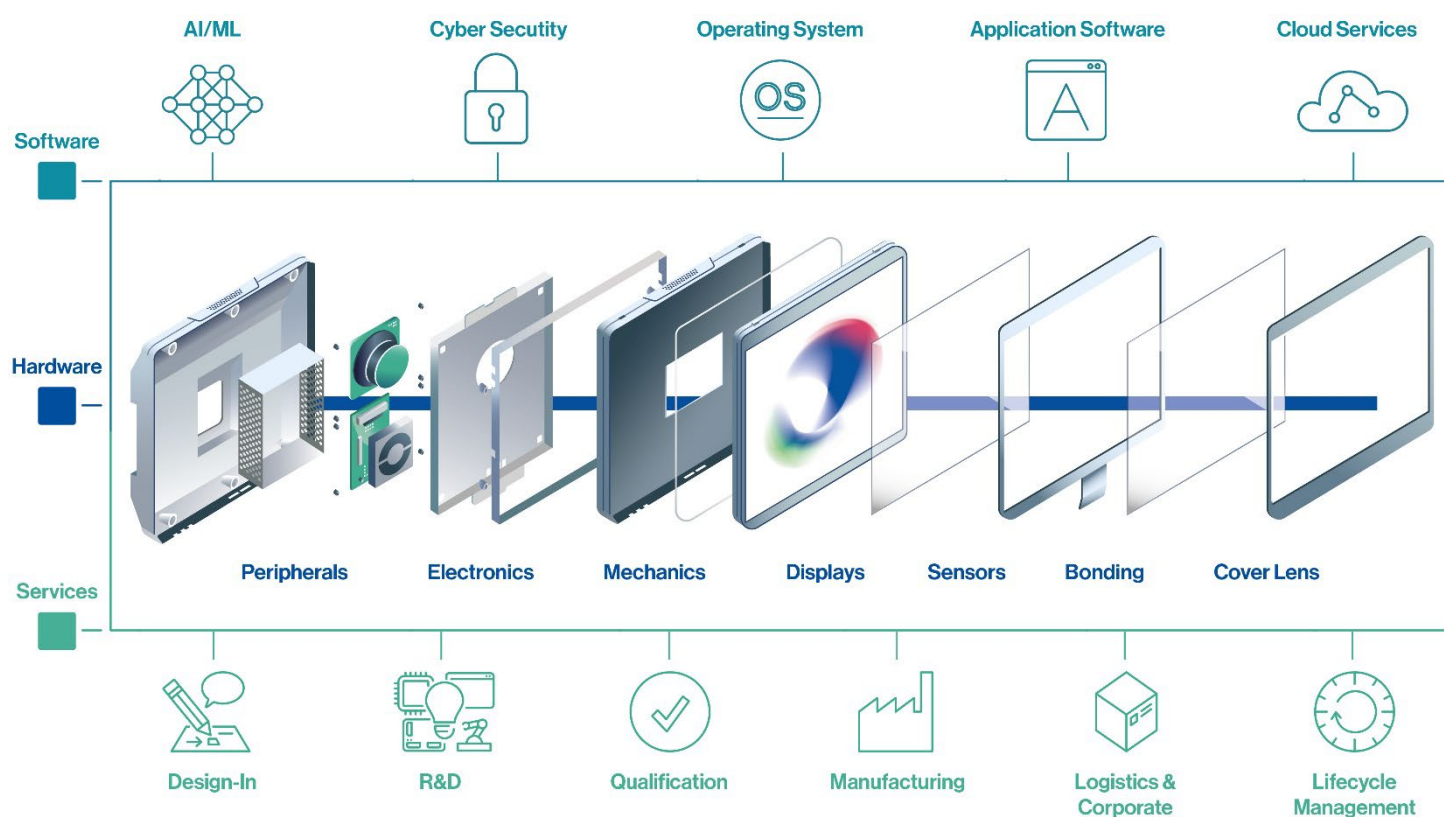 AI/ML
Cyber Secutity
Operating System
Application Software
Cloud Services
OS
A
Software
Hardware
Peripherals
Electronics
Mechanics
Displays
Sensors
Bonding
Cover Lens
Services
Design-In
R&D
Qualification
Manufacturing
Logistics &
Corporate
Lifecycle
Management